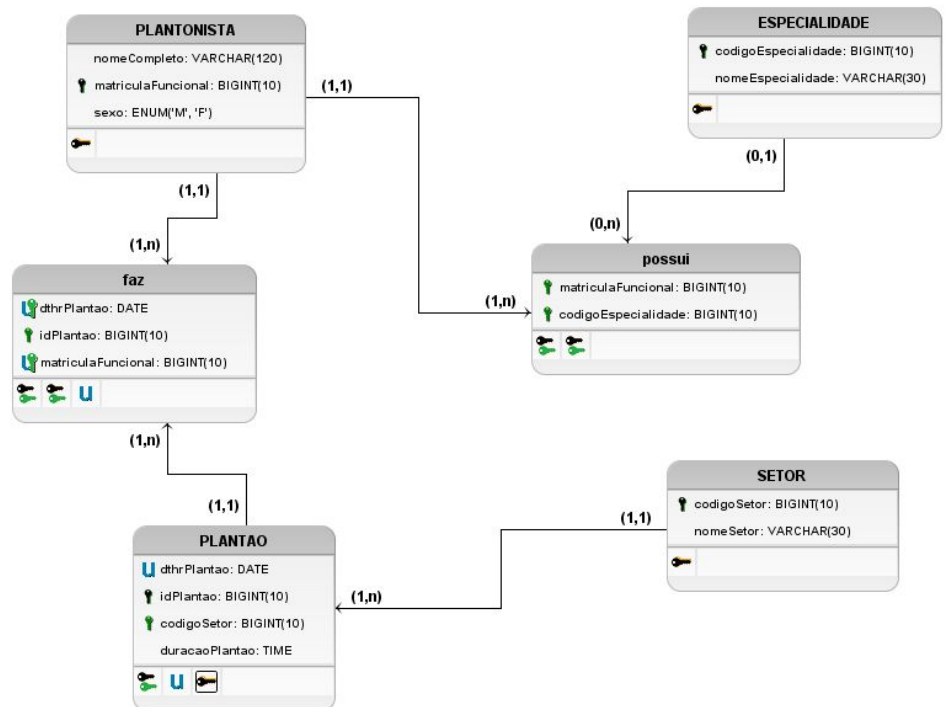 PLANTONISTA
nomeCompleto: VARCHAR(120)
matriculaFuncional: BIGINT(10)
sexo: ENUM('M', 'F')
ESPECIALIDADE
codigoEspecialidade: BIGINT(10)
nomeEspecialidade: VARCHAR(30)
(1,1)
(0,1)
(1,1)
(1,n)
(0,n)
faz
dthrPlantao: DATE
idPlantao: BIGINT(10)
matriculaFuncional: BIGINT(10)
U
possui
matriculaFuncional: BIGINT(10)
codigoEspecialidade: BIGINT(10)
(1,n)
(1,n)
(1,1)
PLANTAO
U dthrPlantao: DATE
idPlantao: BIGINT(10)
codigoSetor: BIGINT(10)
duracaoPlantao: TIME
U
(1,n)
(1,1)
SETOR
codigoSetor: BIGINT(10)
nomeSetor: VARCHAR(30)